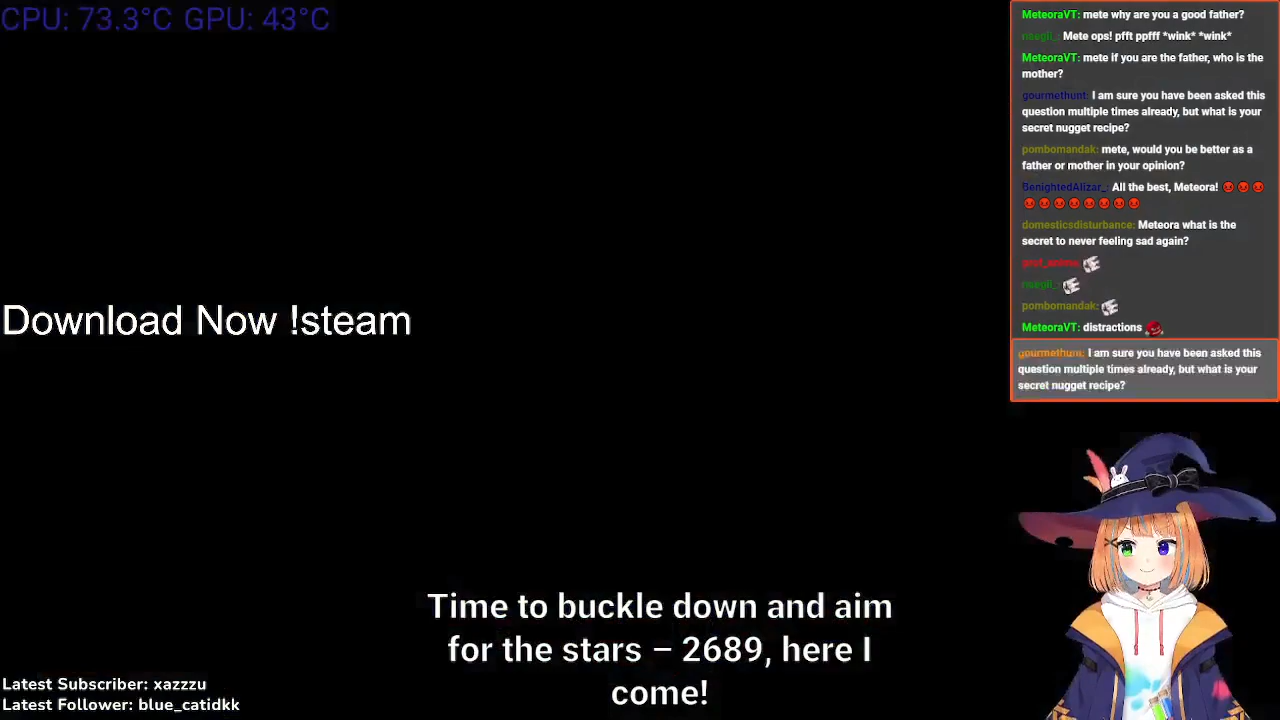 CPU: 73.3°C GPU: 43°C
MeteoraVT: mete why are you a good father?
Mete ops! pfft ppfff *wink* *wink*
MeteoraVT: mete if you are the father, who is the
mother?
gourmethunt: I am sure you have been asked this
question multiple times already, but what is your
secret nugget recipe?
pombomandak: mete, would you be better as a
father or mother in your opinion?
BenightedAlizar_: All the best, Meteora!
domesticsdisturbance: Meteora what is the
secret to never feeling sad again?
prof_anime:
pombomandak:
MeteoraVT: distractions
gourmethunt: I am sure you have been asked this
question multiple times already, but what is your
secret nugget recipe?
Download Now !steam
Time to buckle down and aim
for the stars – 2689, here I
come!
Latest Subscriber: xazzzu
Latest Follower: blue_catidkk